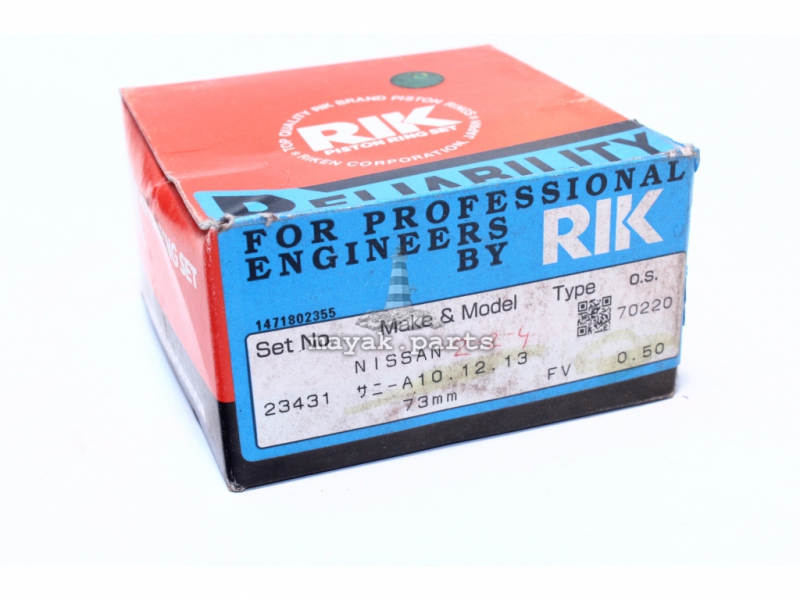 TOP QUALITY RIK BRAND PISTON RINGS
RIK
PISTON RING SET
RIKEN CORPORATION,
RELIABILITY
FOR PROFESSIONAL
ENGINEERS
BY
RIK
RING SET
1471802355
Set No. Make & Model Type O.S.
mayak.parts
NISSAN 70220
23431 サニーA10.12.13 FV 0.50
73mm